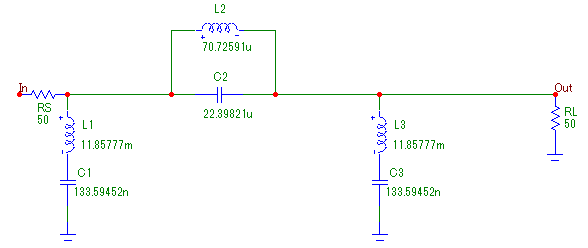 L2
70.72591u
In
C2
Out
RS
50
22.39821u
RL
50
L1
11.85777m
L3
11.85777m
C1
133.59452n
C3
133.59452n